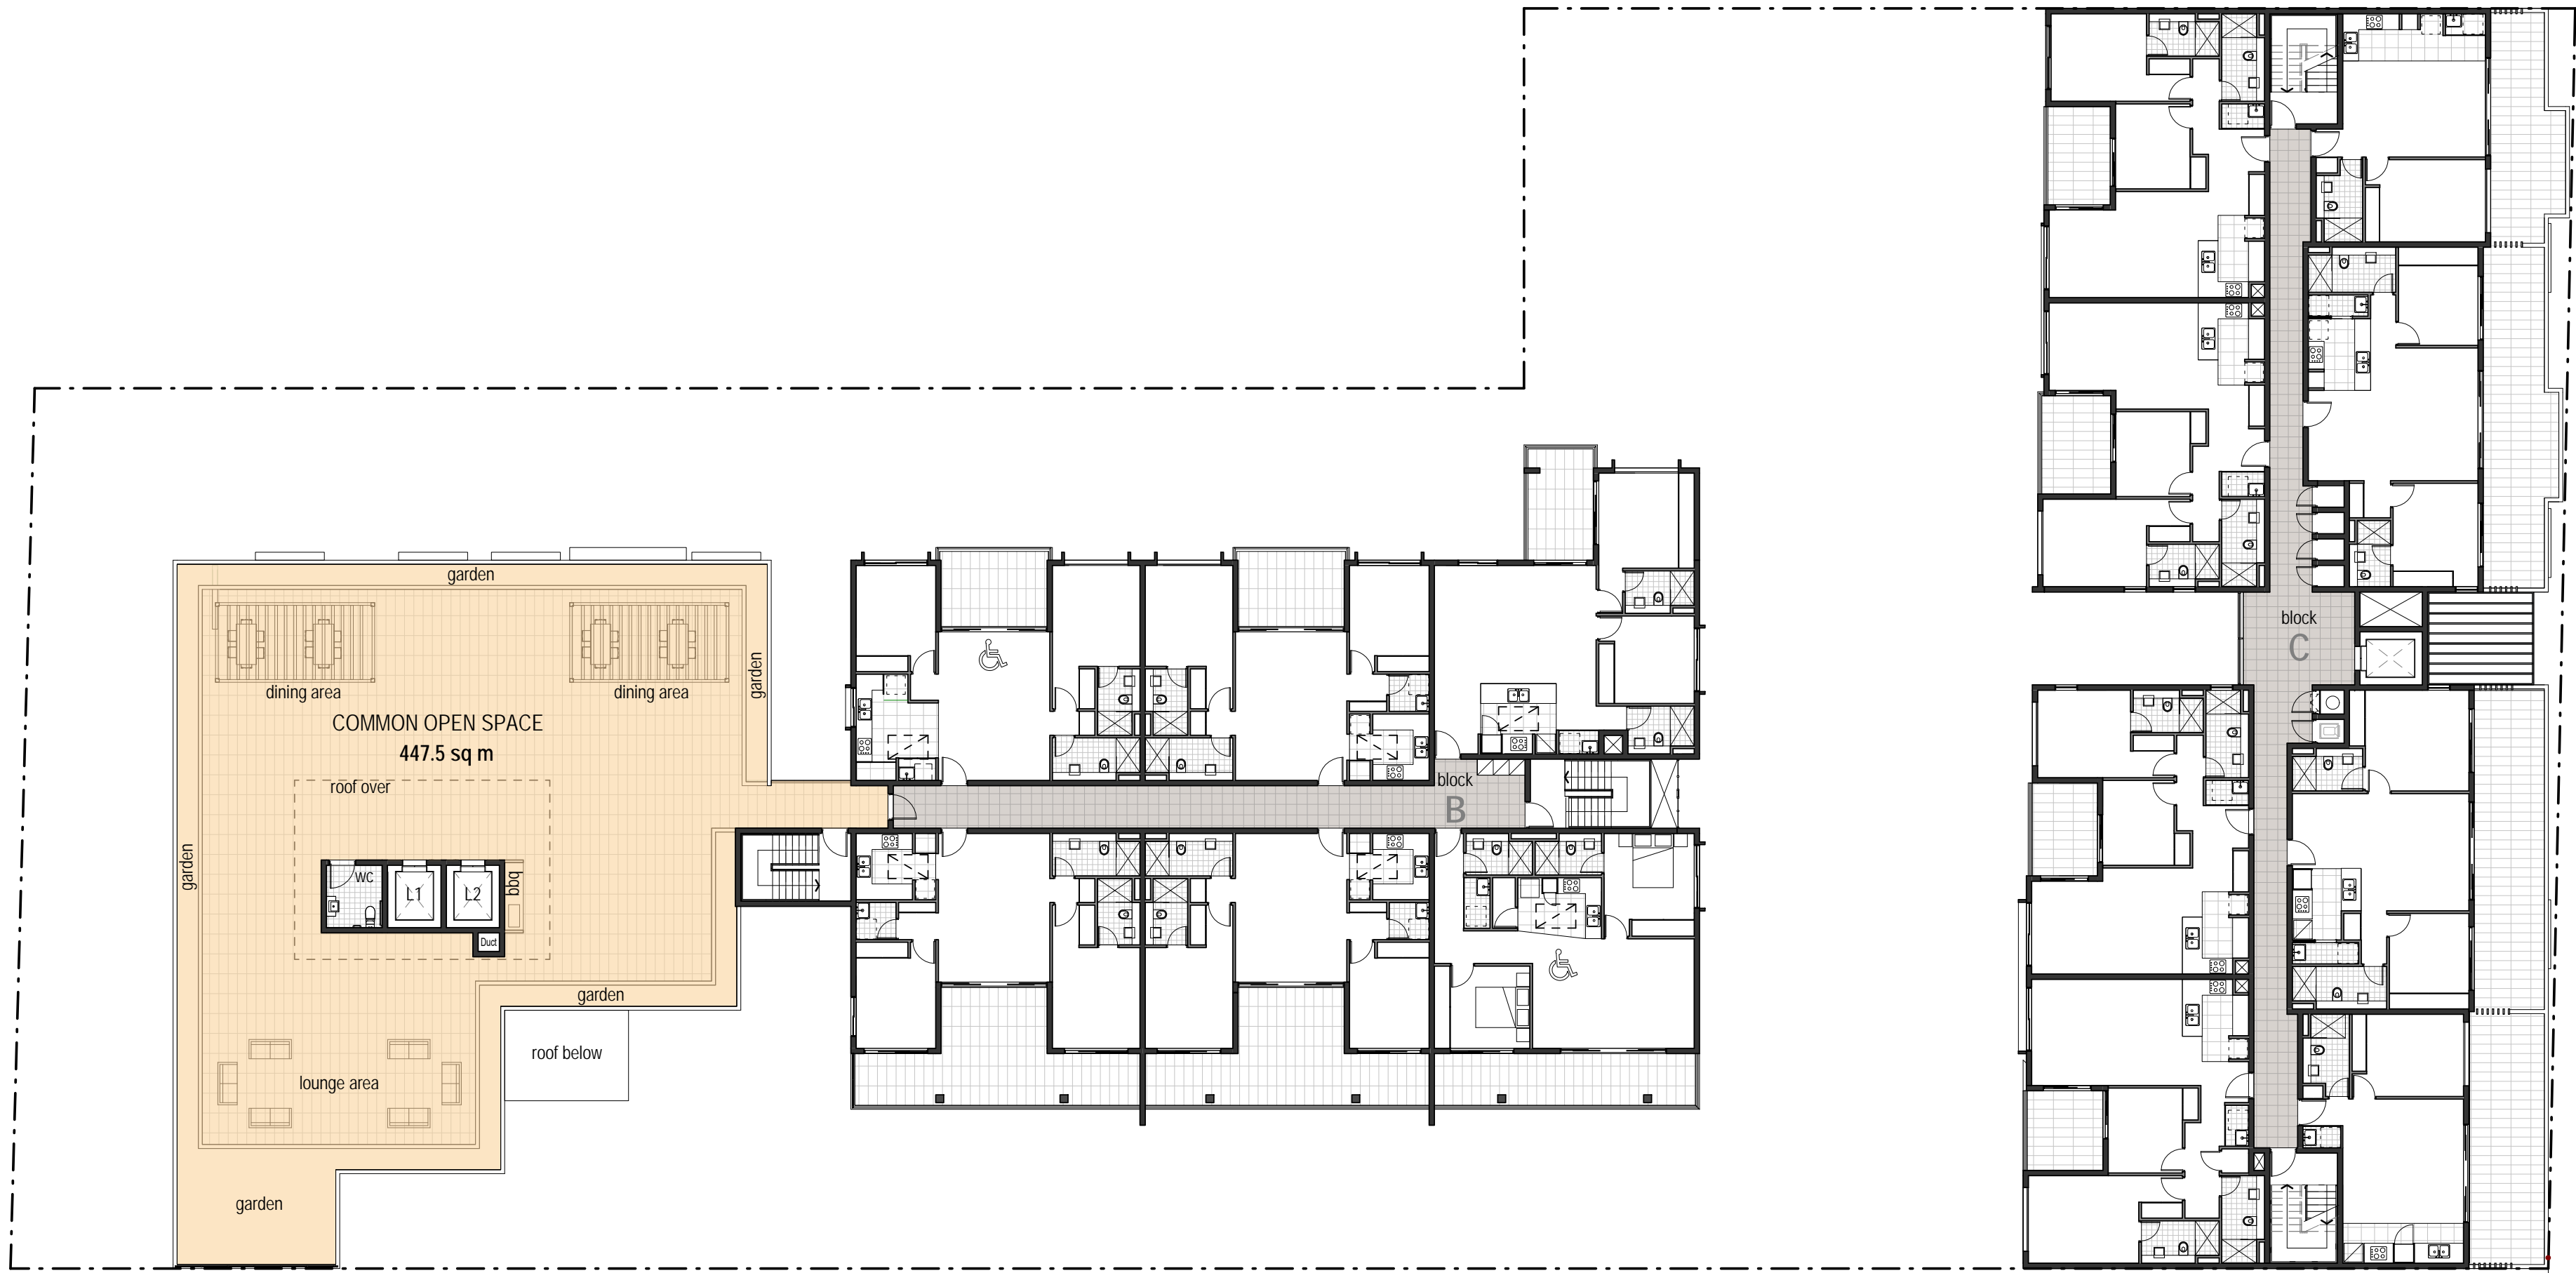 garden
dining area
dining area
garden
COMMON OPEN SPACE
447.5 sq m
roof over
garden
wc
L1
L2
bbq
Duct
garden
roof below
lounge area
garden
block
B
block
C